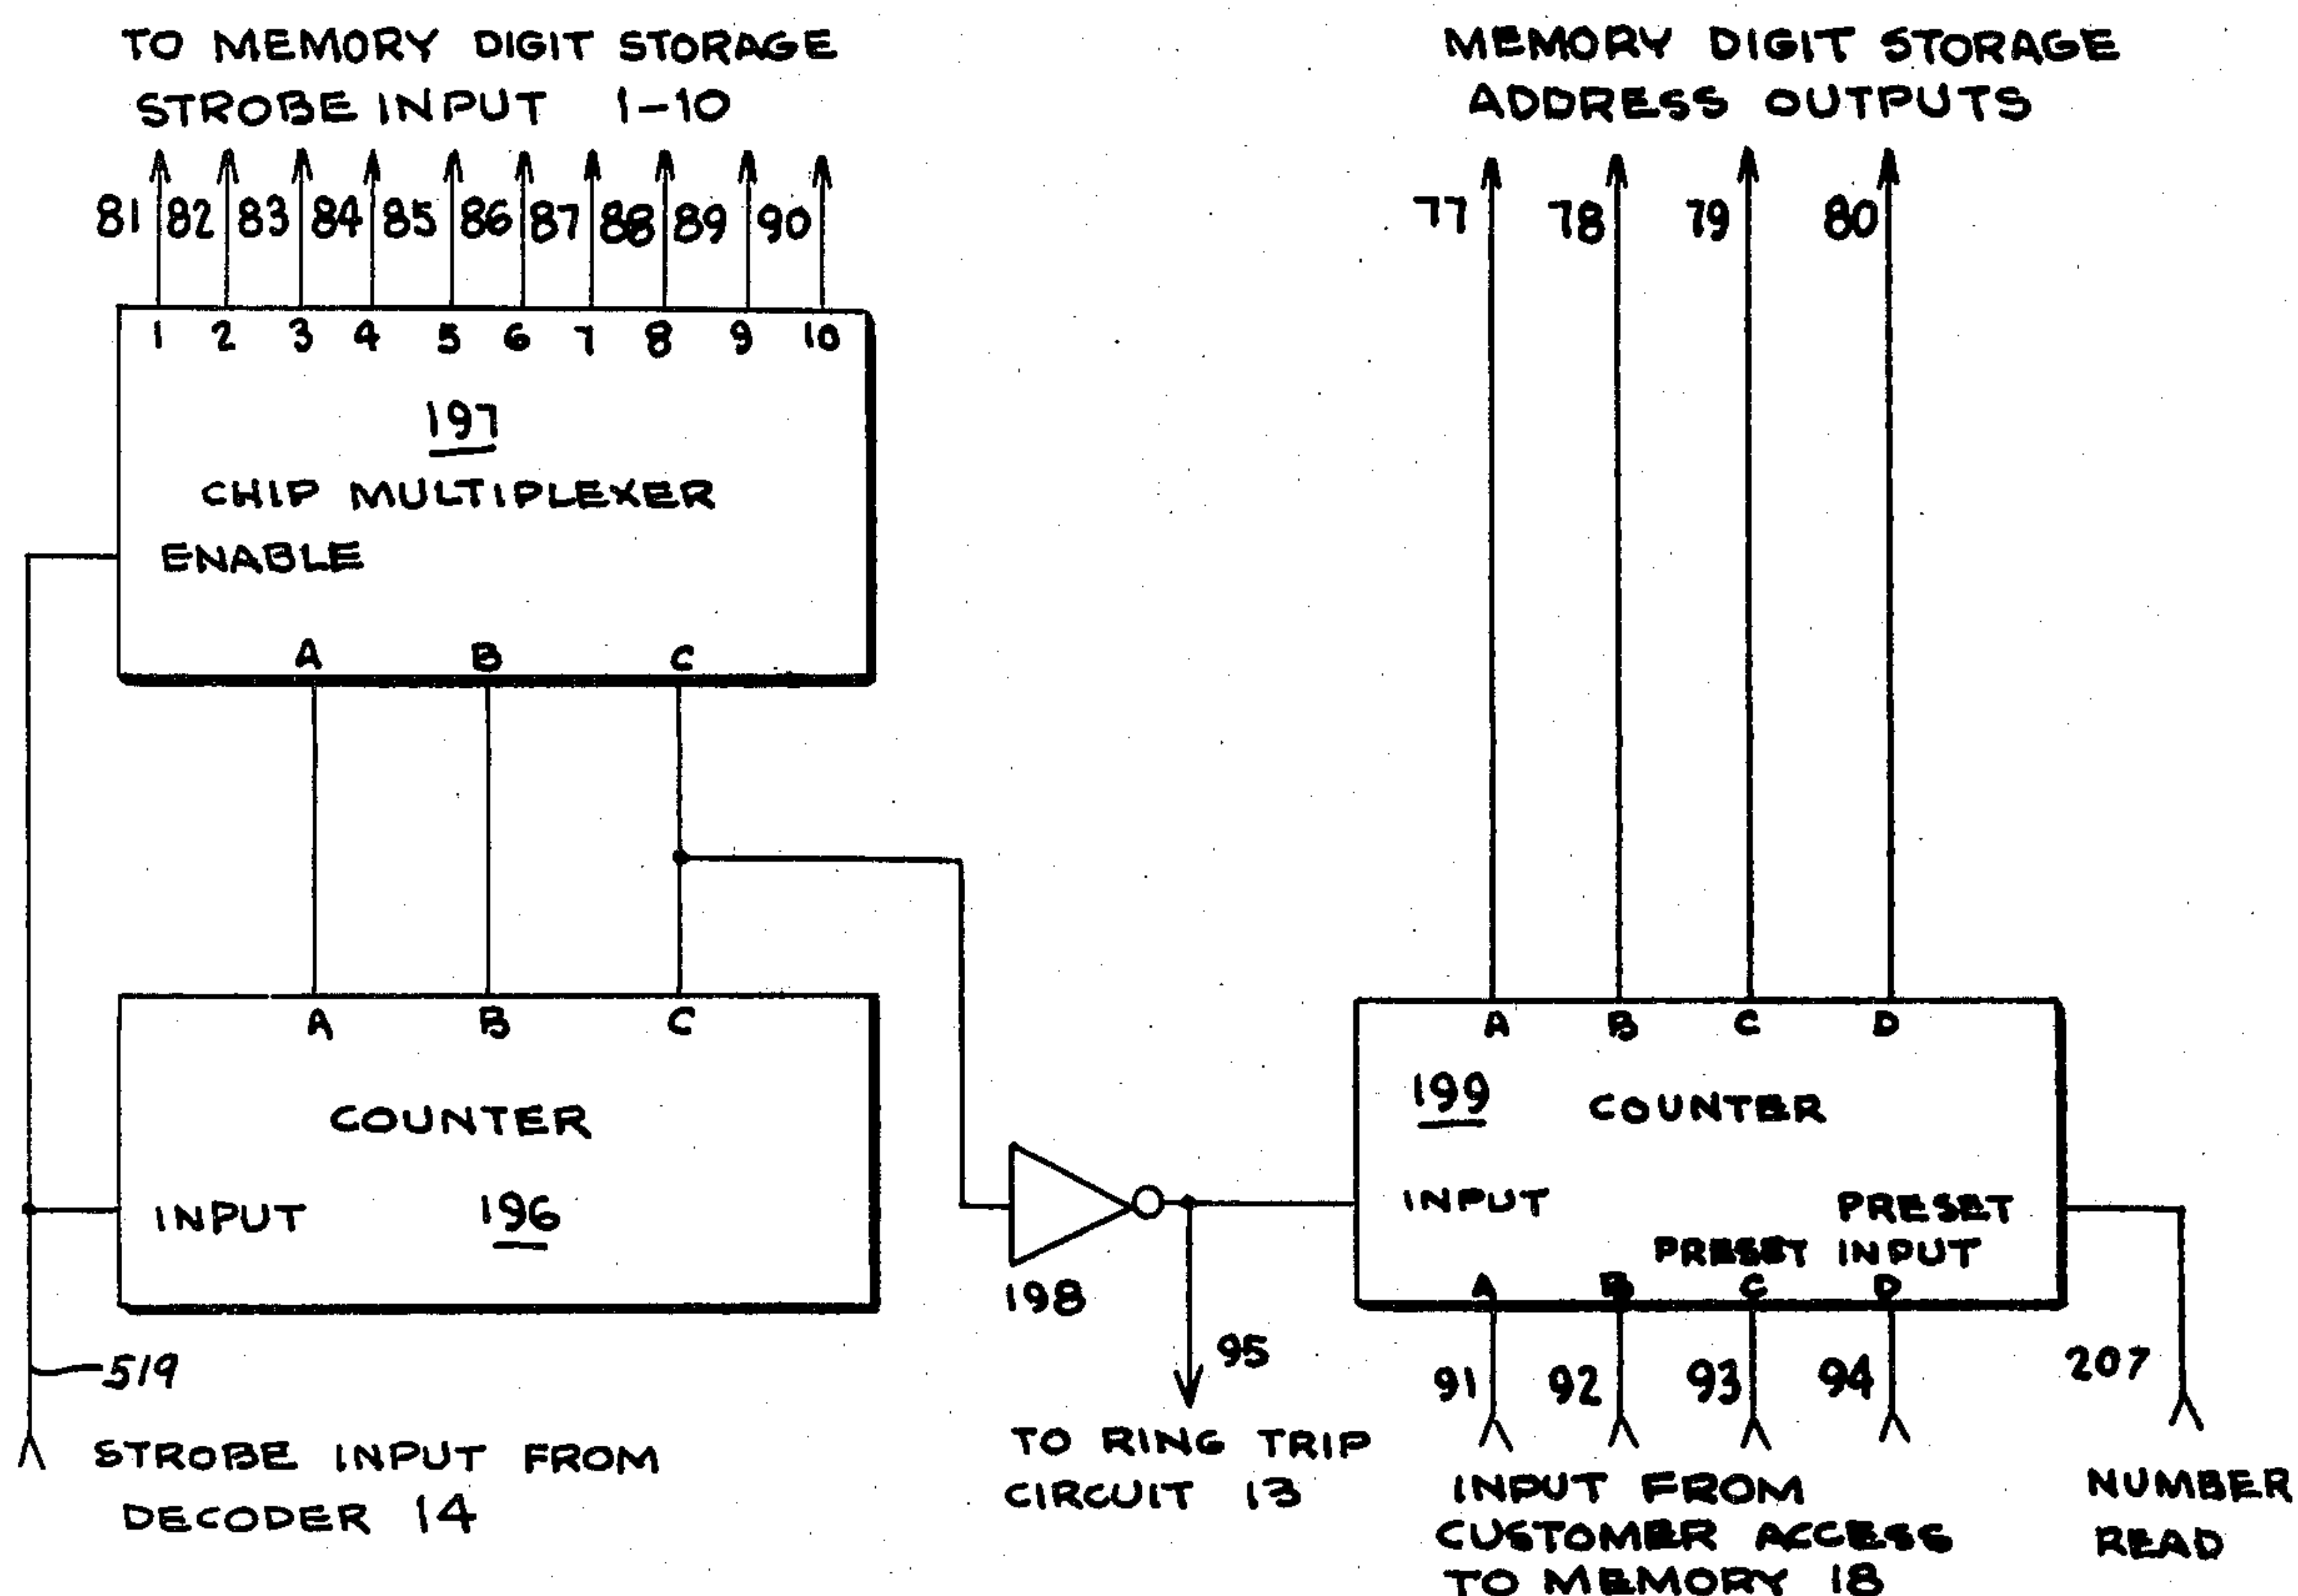 TO MEMORY DIGIT STORAGE
STROBE INPUT 1-10
81 82 83 84 85 86 87 88 89 90
1 2 3 4 5 6 7 8 9 10
197
CHIP MULTIPLEXER
ENABLE
A B C
A B C
COUNTER
INPUT 196
519
STROBE INPUT FROM
DECODER 14
198
95
TO RING TRIP
CIRCUIT 13
MEMORY DIGIT STORAGE
ADDRESS OUTPUTS
77 78 79 80
A B C D
199 COUNTER
INPUT PRESET
PRESET INPUT
A B C D
91 92 93 94 207
INPUT FROM
CUSTOMER ACCESS
TO MEMORY 18
NUMBER
READ